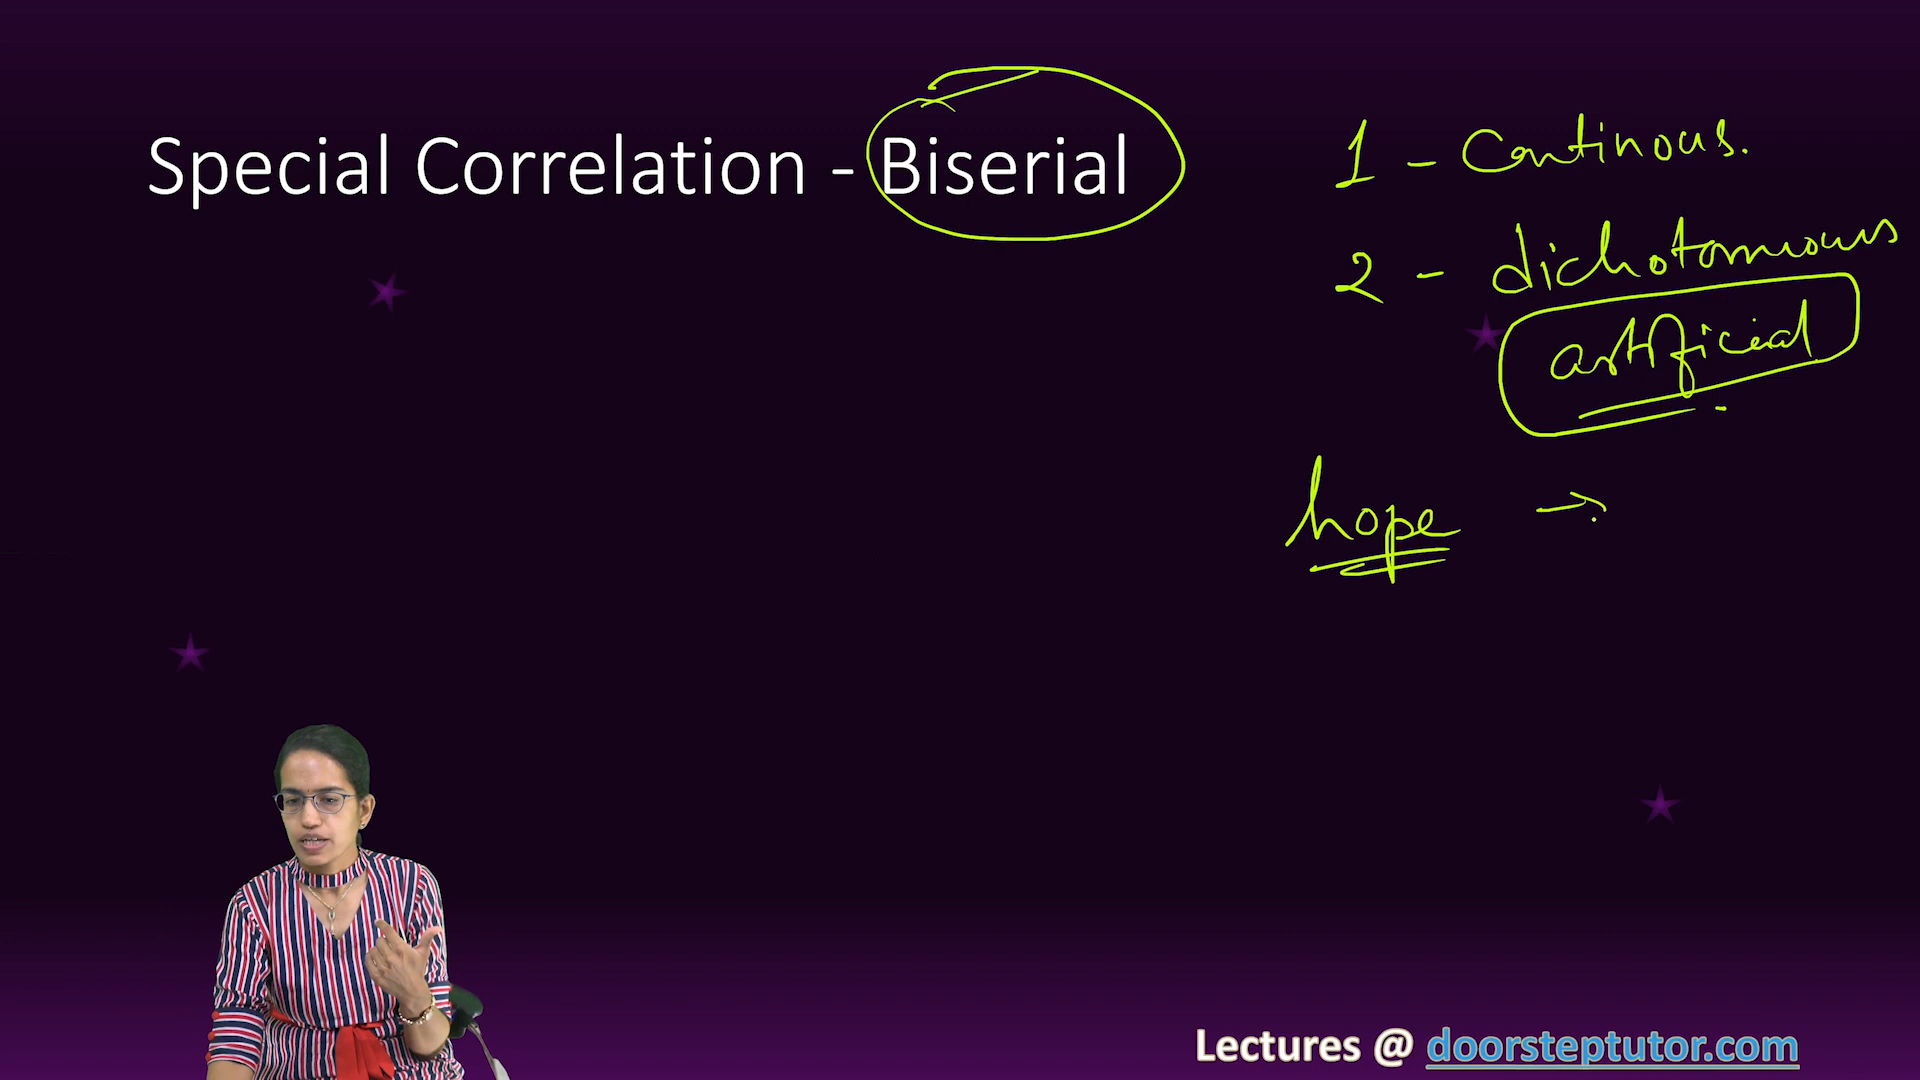 Special Correlation - Biserial
1 - Continous.
2 - dichotomous
artificial
hope →
Lectures @ doorsteptutor.com